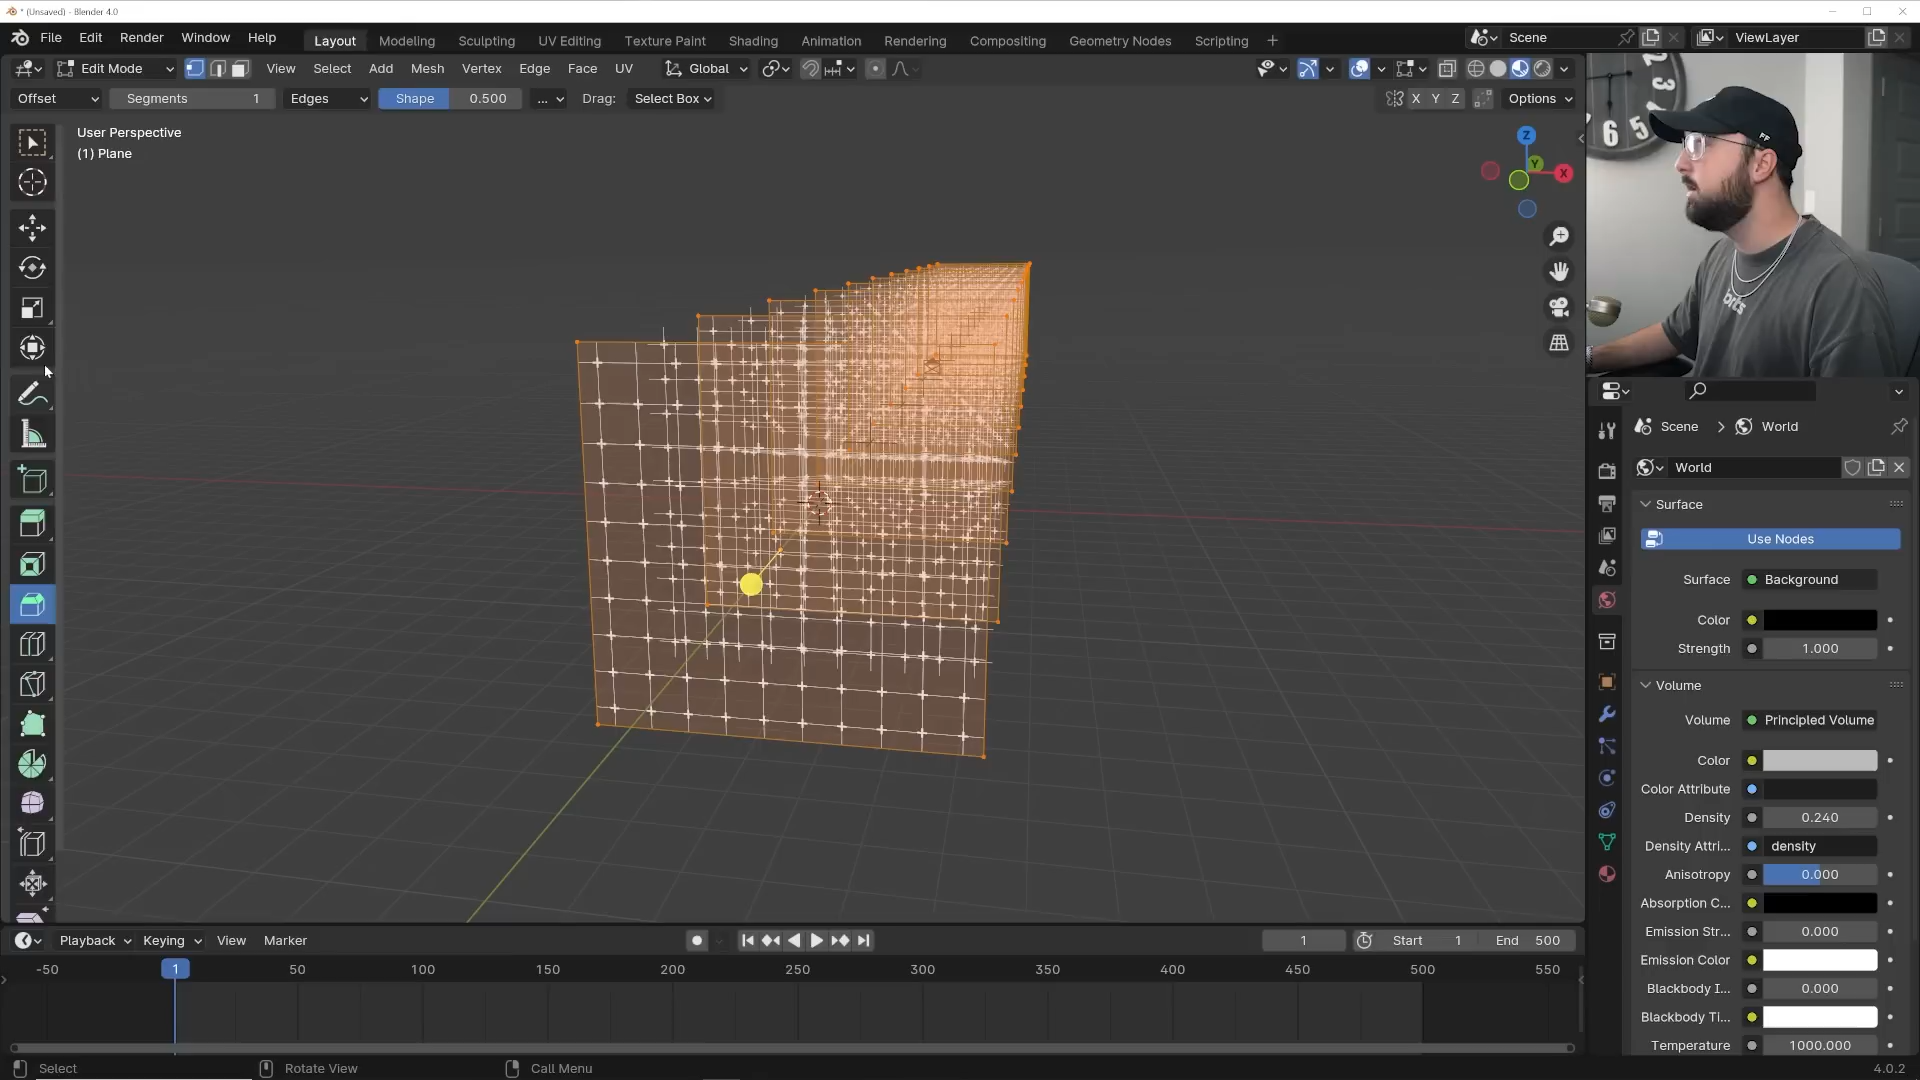 * (Unsaved) - Blender 4.0
File Edit Render Window Help
Layout Modeling Sculpting UV Editing Texture Paint Shading Animation Rendering Compositing Geometry Nodes Scripting +
Scene
ViewLayer
Edit Mode View Select Add Mesh Vertex Edge Face UV Global
Offset Segments 1 Edges Shape 0.500 ... Drag: Select Box
X Y Z Options
User Perspective
(1) Plane
Z
Y
X
2
3
5
6
FF
Scene > World
World
Surface
Use Nodes
Surface Background
Color
Strength 1.000
Volume
Volume Principled Volume
Color
Color Attribute
Density 0.240
Density Attri... density
Anisotropy 0.000
Absorption C...
Emission Str... 0.000
Emission Color
Blackbody I... 0.000
Blackbody Ti...
Temperature 1000.000
Playback Keying View Marker
1 Start 1 End 500
-50 1 50 100 150 200 250 300 350 400 450 500 550
Select Rotate View Call Menu
4.0.2